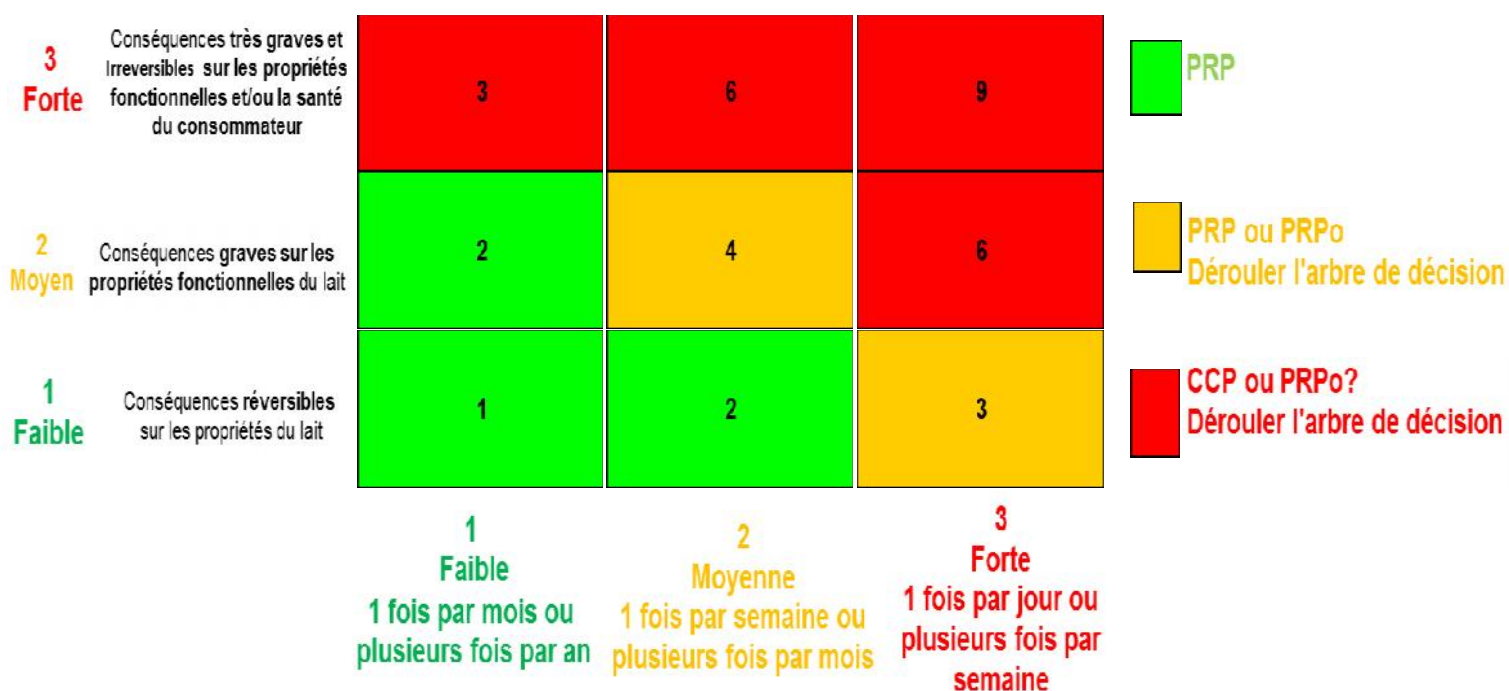 3
Forte
Conséquences très graves et
Irreversibles sur les propriétés
fonctionnelles et/ou la santé
du consommateur
3
6
9
PRP
2
Moyen
Conséquences graves sur les
propriétés fonctionnelles du lait
2
4
6
PRP ou PRPo
Dérouler l'arbre de décision
1
Faible
Conséquences réversibles
sur les propriétés du lait
1
2
3
CCP ou PRPo?
Dérouler l'arbre de décision
1
Faible
1 fois par mois ou
plusieurs fois par an
2
Moyenne
1 fois par semaine ou
plusieurs fois par mois
3
Forte
1 fois par jour ou
plusieurs fois par
semaine